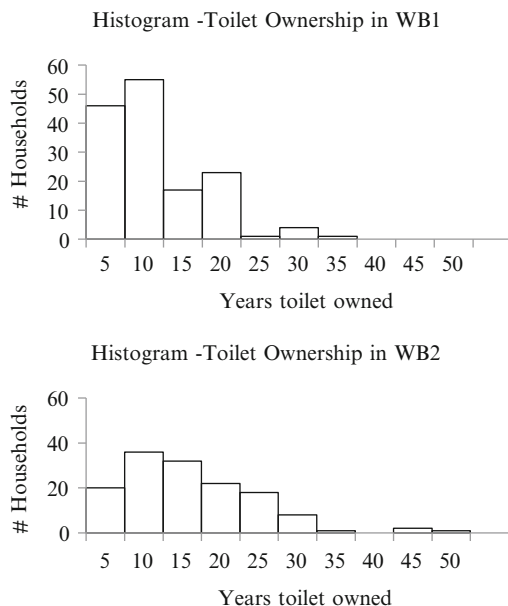 Histogram -Toilet Ownership in WB1
# Households
60
50
40
30
20
10
0
5 10 15 20 25 30 35 40 45 50
Years toilet owned
Histogram -Toilet Ownership in WB2
# Households
60
40
20
0
5 10 15 20 25 30 35 40 45 50
Years toilet owned